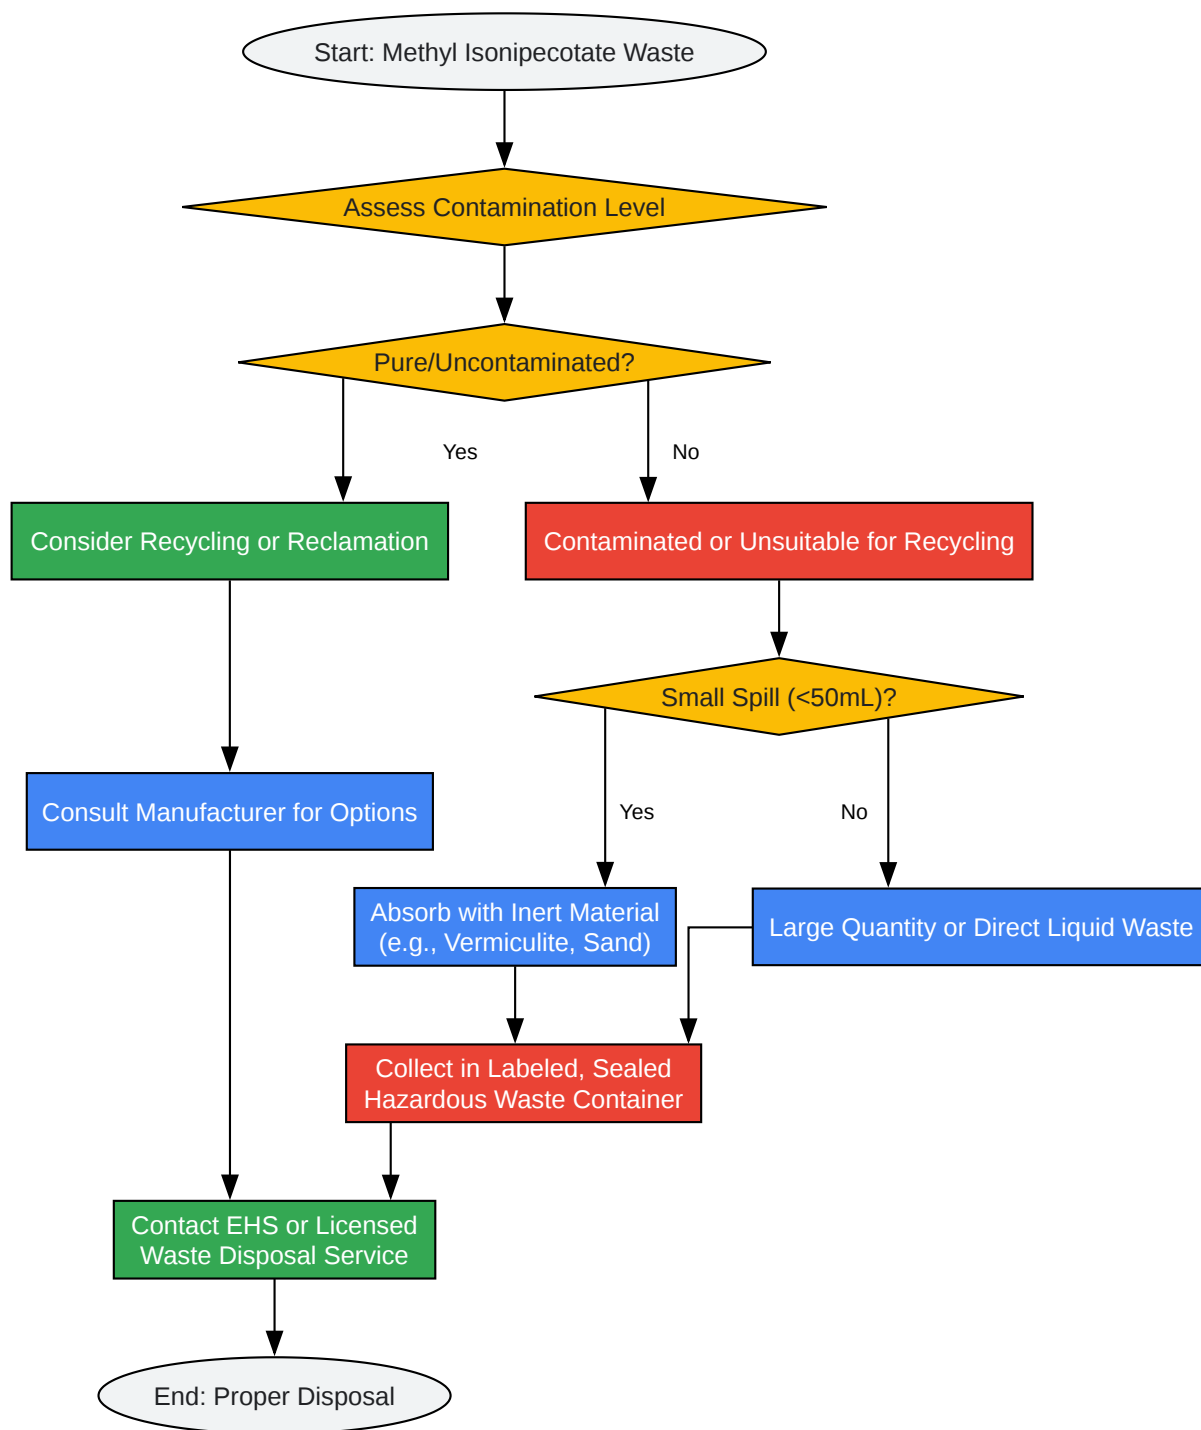 Start: Methyl Isonipecotate Waste
Assess Contamination Level
Pure/Uncontaminated?
Yes
No
Consider Recycling or Reclamation
Contaminated or Unsuitable for Recycling
Small Spill (<50mL)?
Consult Manufacturer for Options
Yes
No
Absorb with Inert Material
(e.g., Vermiculite, Sand)
Large Quantity or Direct Liquid Waste
Collect in Labeled, Sealed
Hazardous Waste Container
Contact EHS or Licensed
Waste Disposal Service
End: Proper Disposal